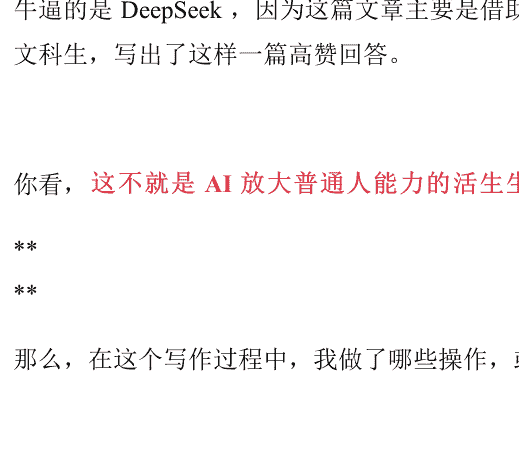 牛逼的是 DeepSeek ，因为这篇文章主要是借
文科生，写出了这样一篇高赞回答。
你看，这不就是 AI 放大普通人能力的活生
**
**
那么，在这个写作过程中，我做了哪些操作，